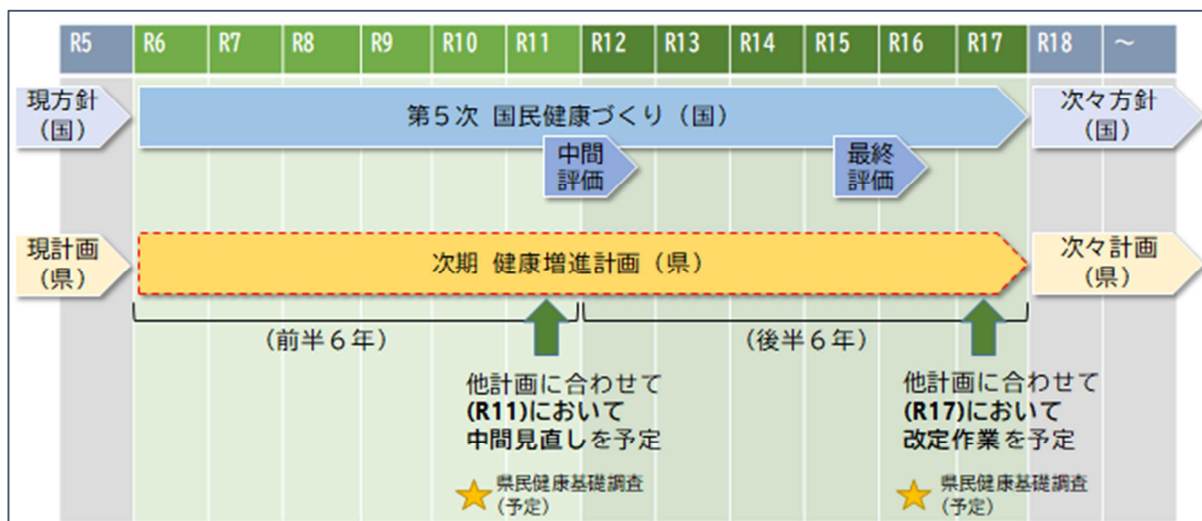 R5 R6 R7 R8 R9 R10 R11 R12 R13 R14 R15 R16 R17 R18 ～
現方針
(国)
第５次 国民健康づくり（国）
次々方針
(国)
中間
評価
最終
評価
現計画
(県)
次期 健康増進計画（県）
次々計画
(県)
(前半６年)
(後半６年)
他計画に合わせて
(R11)において
中間見直しを予定
他計画に合わせて
(R17)において
改定作業を予定
県民健康基礎調査
(予定)
県民健康基礎調査
(予定)